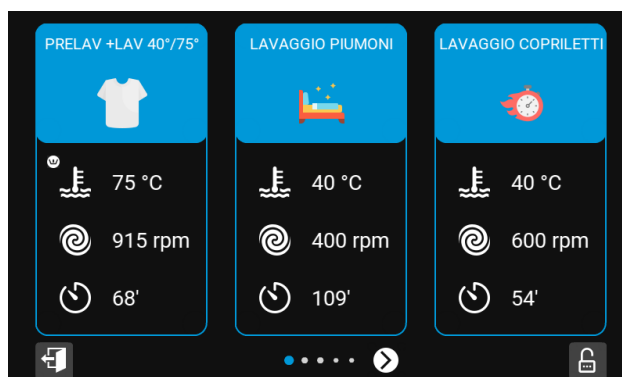 PRELAV +LAV 40°/75°
LAVAGGIO PIUMONI
LAVAGGIO COPRILETTI
W
75 °C
40 °C
40 °C
915 rpm
400 rpm
600 rpm
68'
109'
54'